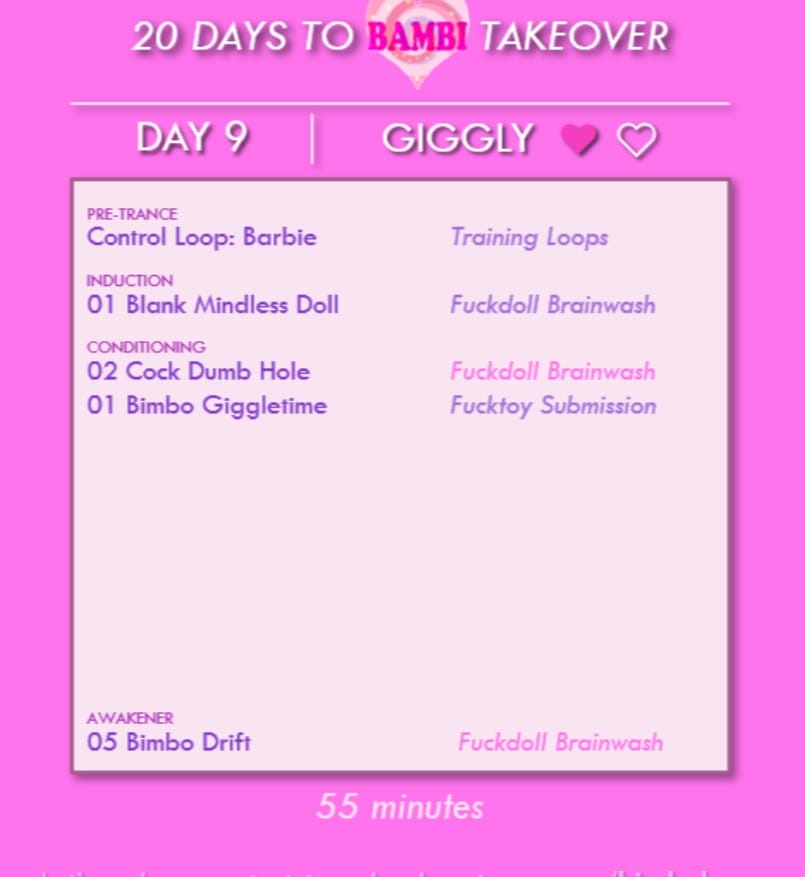 20 DAYS TO BAMBI TAKEOVER
DAY 9 GIGGLY
PRE-TRANCE
Control Loop: Barbie Training Loops
INDUCTION
01 Blank Mindless Doll Fuckdoll Brainwash
CONDITIONING
02 Cock Dumb Hole Fuckdoll Brainwash
01 Bimbo Giggletime Fucktoy Submission
AWAKENER
05 Bimbo Drift Fuckdoll Brainwash
55 minutes